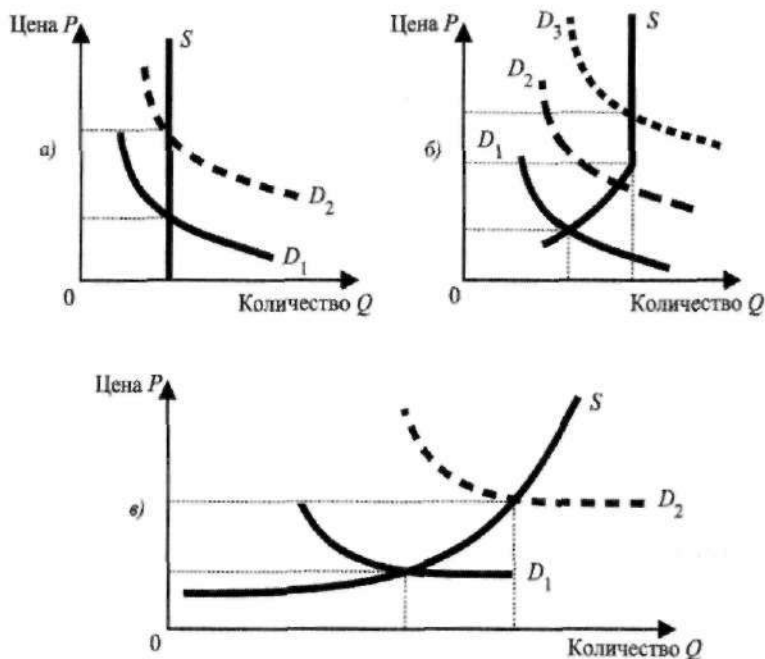 Цена P
S
D₂
а)
D₁
0
Количество Q
Цена P
D₃
S
D₂
D₁
б)
0
Количество Q
Цена P
S
в)
D₂
D₁
0
Количество Q